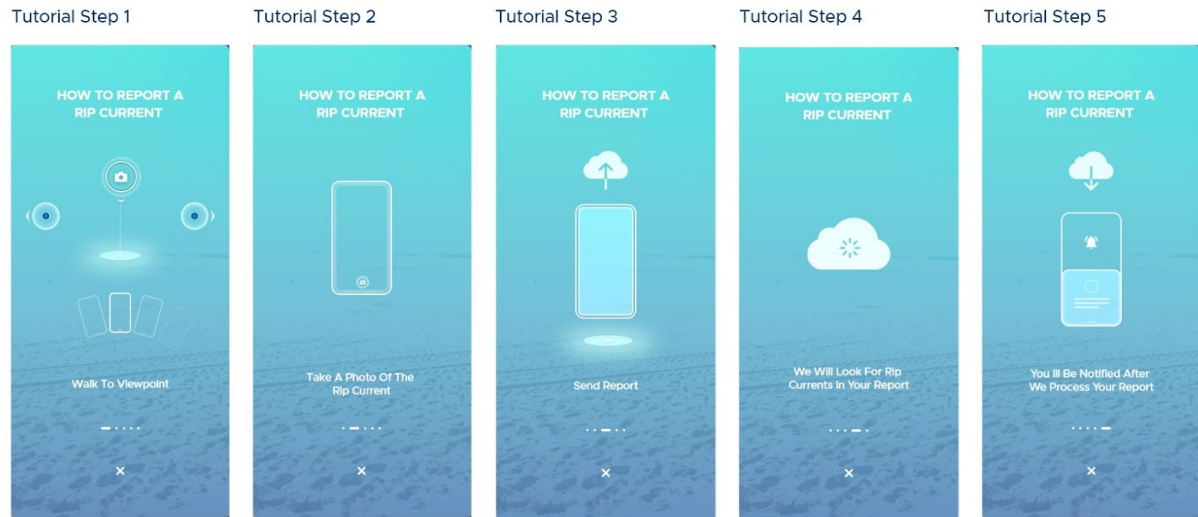 Tutorial Step 1
HOW TO REPORT A
RIP CURRENT
Walk To Viewpoint
Tutorial Step 2
HOW TO REPORT A
RIP CURRENT
Take A Photo Of The
Rip Current
Tutorial Step 3
HOW TO REPORT A
RIP CURRENT
Send Report
Tutorial Step 4
HOW TO REPORT A
RIP CURRENT
We Will Look For Rip
Currents In Your Report
Tutorial Step 5
HOW TO REPORT A
RIP CURRENT
You Ill Be Notified After
We Process Your Report